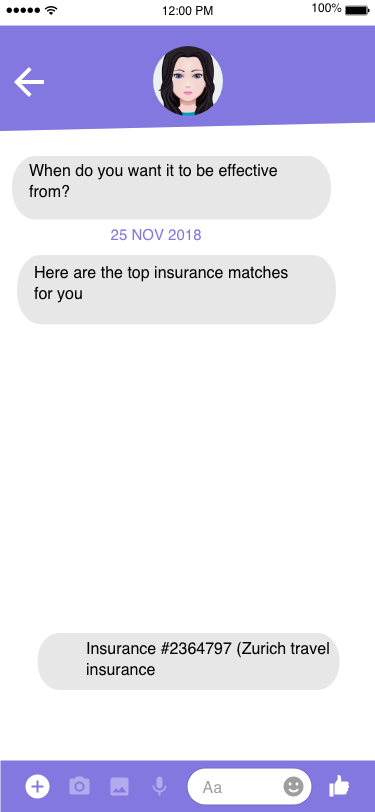 12:00 PM
100%
When do you want it to be effective
from?
25 NOV 2018
Here are the top insurance matches
for you
Insurance #2364797 (Zurich travel
insurance
Aa